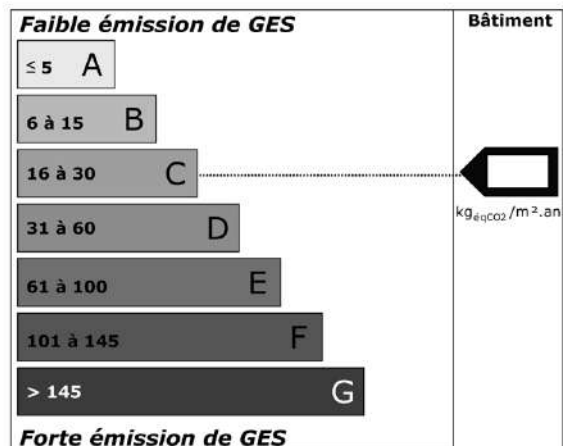 Faible émission de GES
Bâtiment
≤ 5 A
6 à 15 B
16 à 30 C
kgéqCO2/m².an
31 à 60 D
61 à 100 E
101 à 145 F
> 145 G
Forte émission de GES